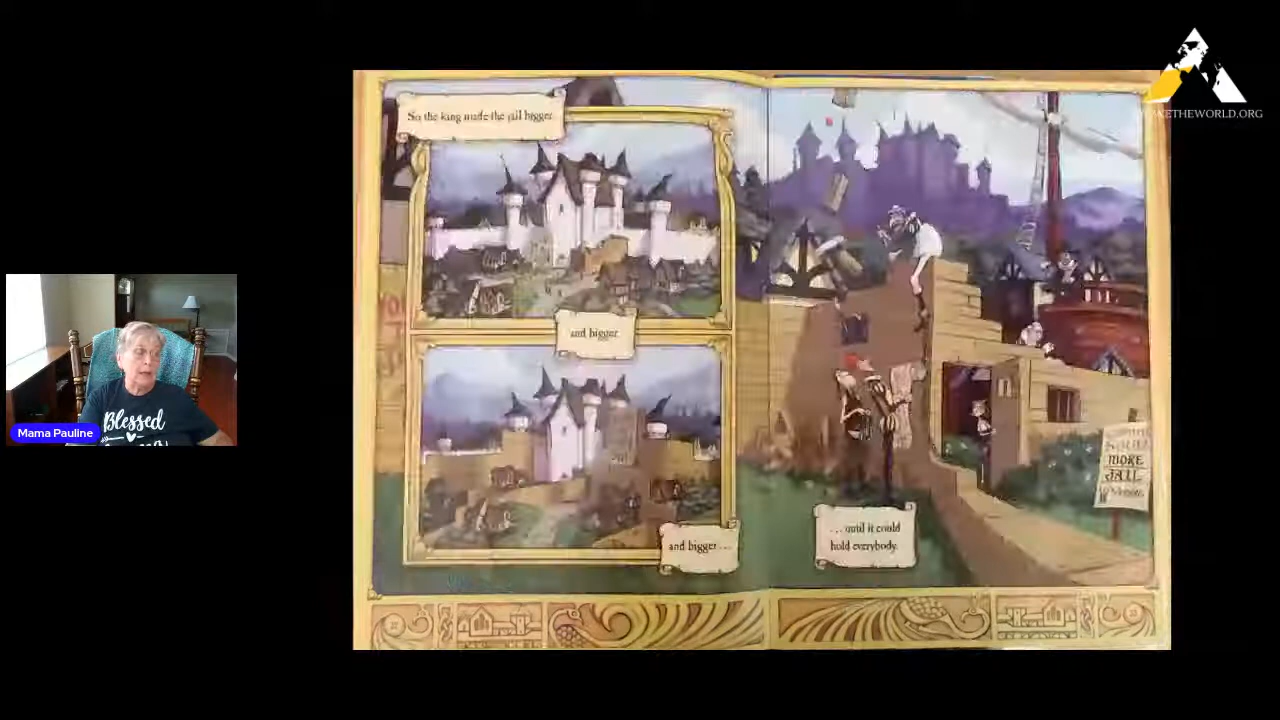 So the king made the jail bigger
and bigger
and bigger...
...until it could
hold everybody.
MORE
JAIL
Blessed
Mama Pauline